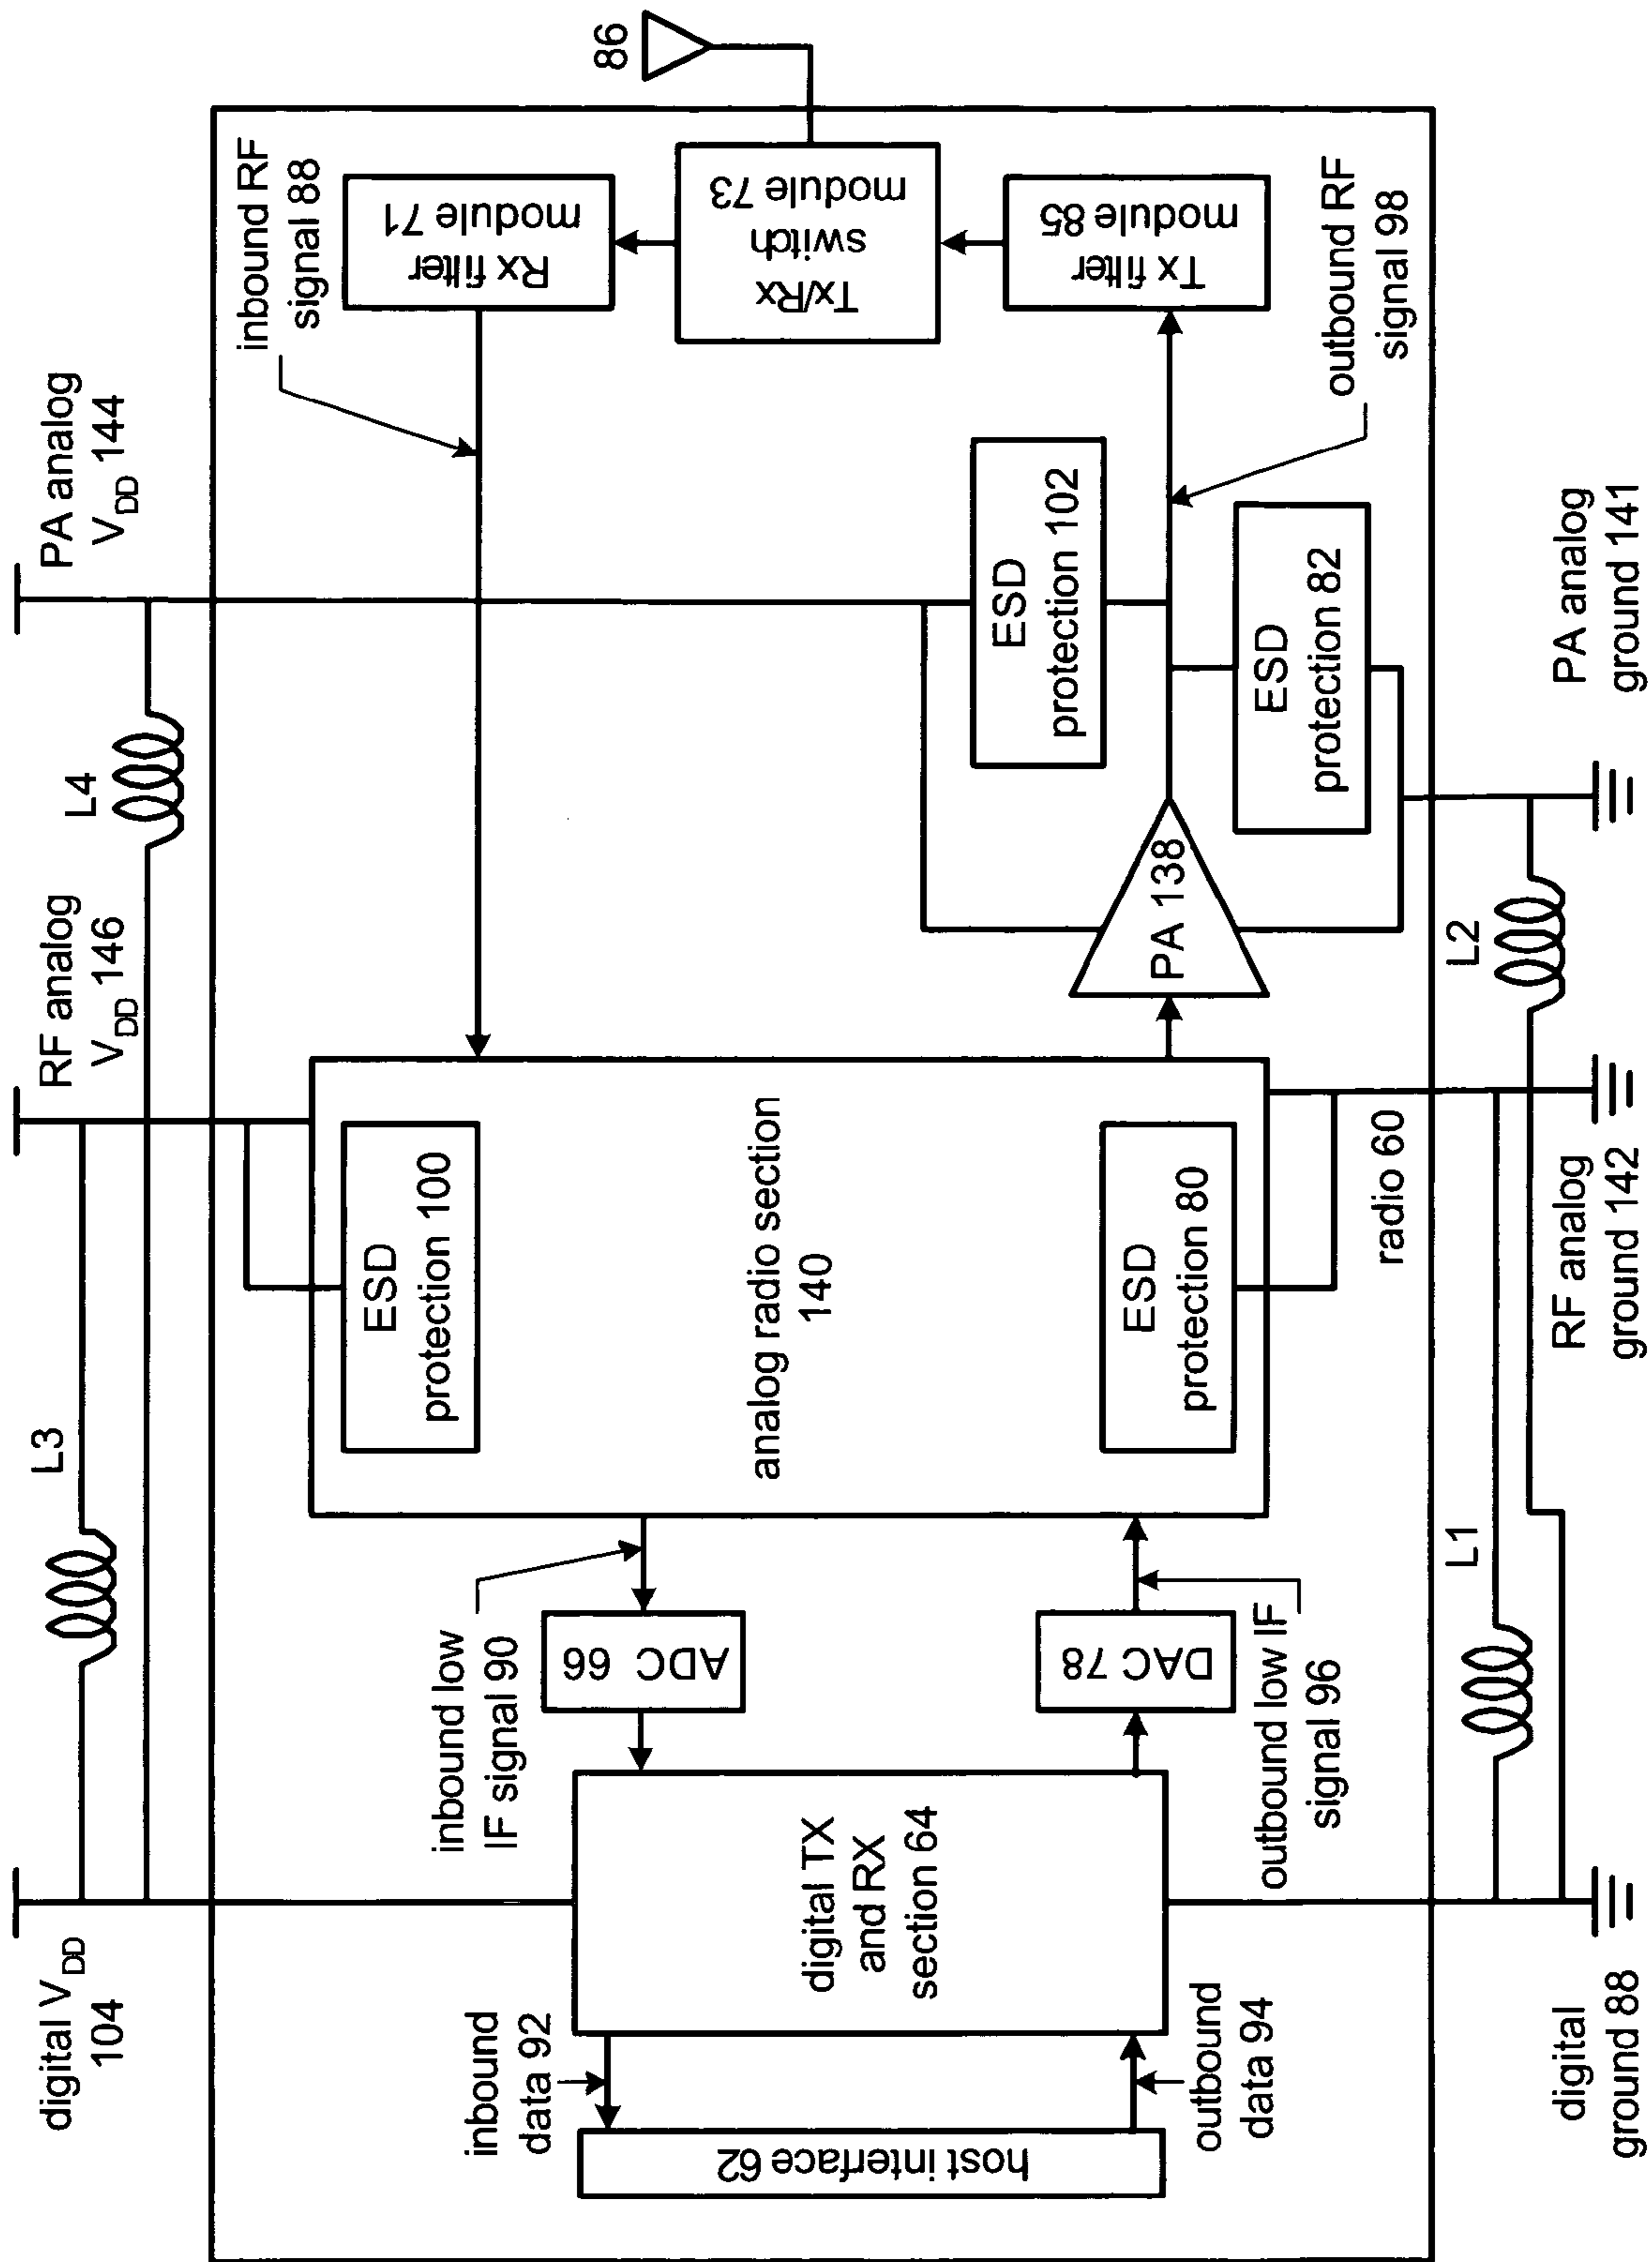 digital V DD
104
RF analog
V DD 146
PA analog
V DD 144
L3
L4
86
inbound RF
signal 88
ESD
protection 100
Rx filter
module 71
inbound low
IF signal 90
inbound
data 92
ADC 66
Tx/Rx
switch
module 73
host interface 62
digital TX
and RX
section 64
analog radio section
140
ESD
protection 102
PA 138
Tx filter
module 85
DAC 78
ESD
protection 80
ESD
protection 82
outbound
data 94
outbound low IF
signal 96
outbound RF
signal 98
radio 60
L1
L2
digital
ground 88
RF analog
ground 142
PA analog
ground 141